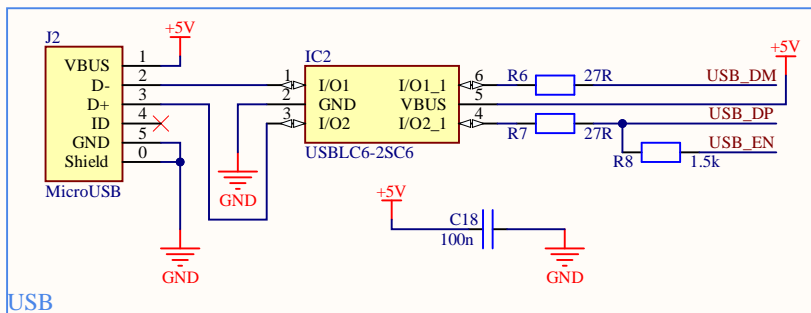 +5V
J2
VBUS 1
D- 2
D+ 3
ID 4
GND 5
Shield 0
MicroUSB
GND
IC2
1 I/O1 I/O1_1 6
2 GND VBUS 5
3 I/O2 I/O2_1 4
USBLC6-2SC6
GND
R6 27R USB_DM
+5V
R7 27R USB_DP
R8 1.5k USB_EN
+5V
C18
100n
GND
USB